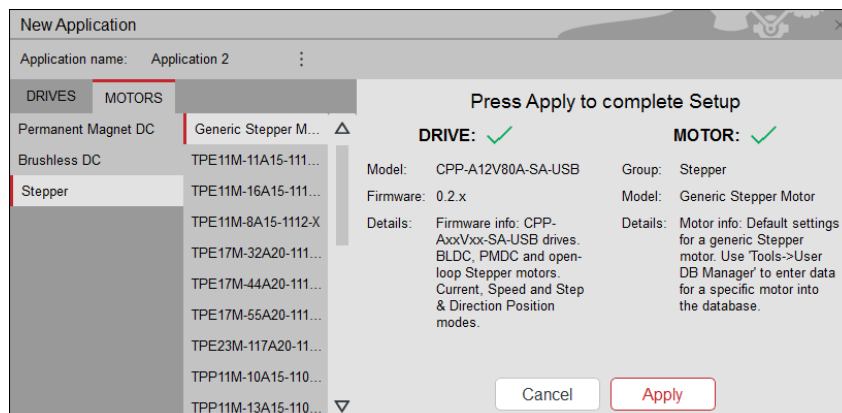 New Application
Application name: Application 2
DRIVES MOTORS
Permanent Magnet DC
Brushless DC
Stepper
Generic Stepper M...
TPE11M-11A15-111...
TPE11M-16A15-111...
TPE11M-8A15-1112-X
TPE17M-32A20-111...
TPE17M-44A20-111...
TPE17M-55A20-111...
TPE23M-117A20-11...
TPP11M-10A15-110...
TPP11M-13A15-110...
Press Apply to complete Setup
DRIVE:
Model: CPP-A12V80A-SA-USB
Firmware: 0.2.x
Details: Firmware info: CPP-
AxxVxx-SA-USB drives.
BLDC, PMDC and open-
loop Stepper motors.
Current, Speed and Step
& Direction Position
modes.
MOTOR:
Group: Stepper
Model: Generic Stepper Motor
Details: Motor info: Default settings
for a generic Stepper
motor. Use 'Tools->User
DB Manager' to enter data
for a specific motor into
the database.
Cancel Apply